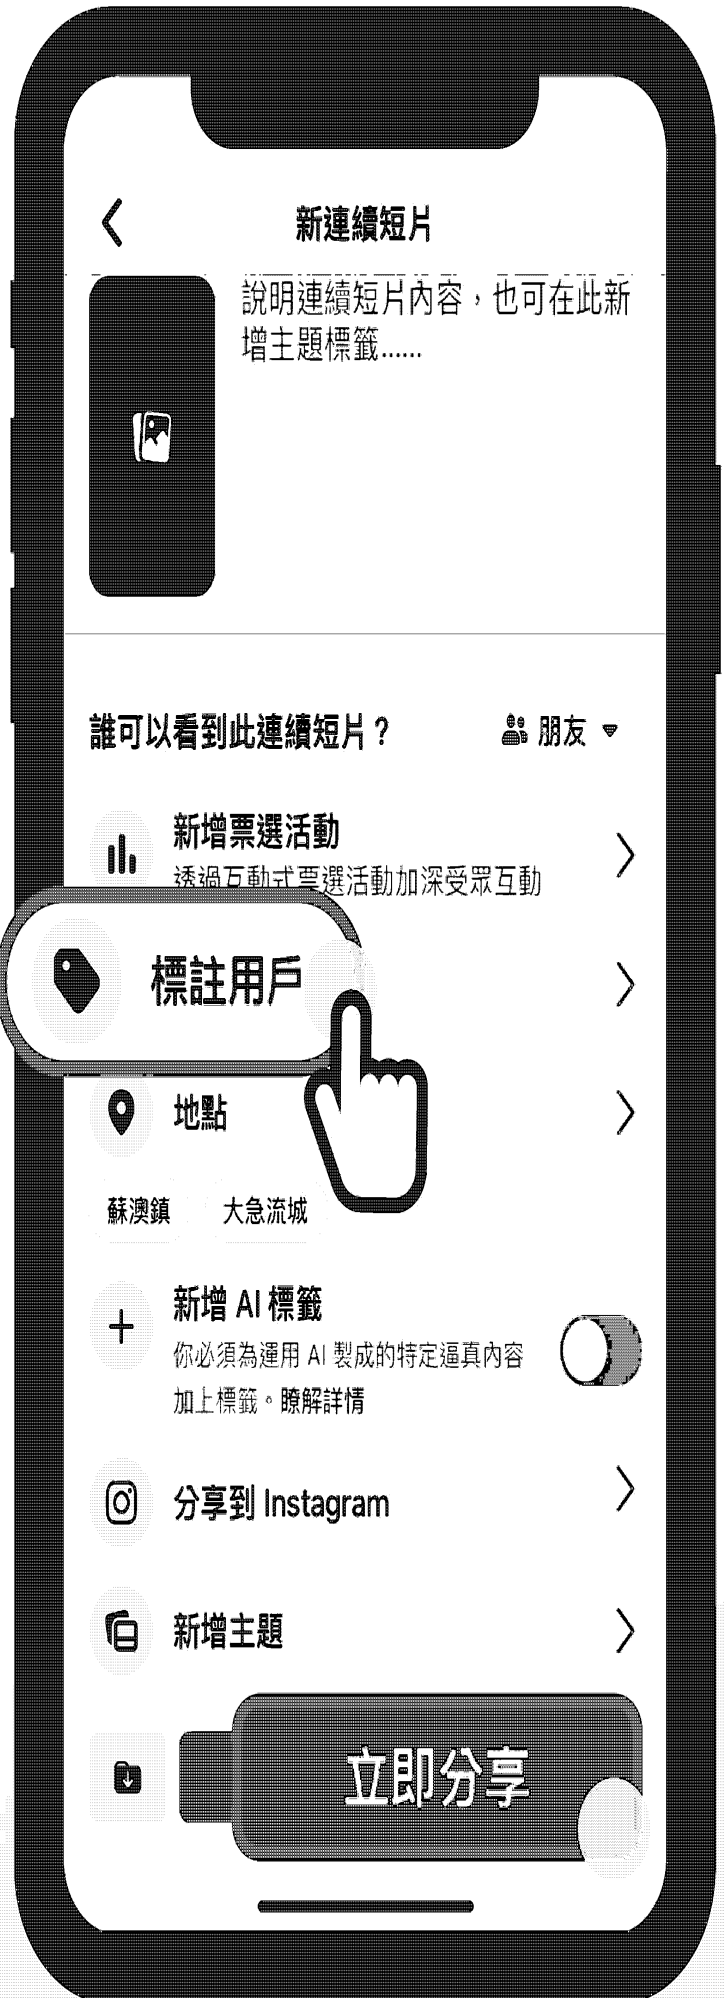 新連續短片
說明連續短片內容，也可在此新
增主題標籤......
誰可以看到此連續短片？
朋友
新增票選活動
透過互動式票選活動加深受眾互動
標註用戶
地點
蘇澳鎮
大急流城
新增 AI 標籤
你必須為運用 AI 製成的特定逼真內容
加上標籤。瞭解詳情
分享到 Instagram
新增主題
立即分享